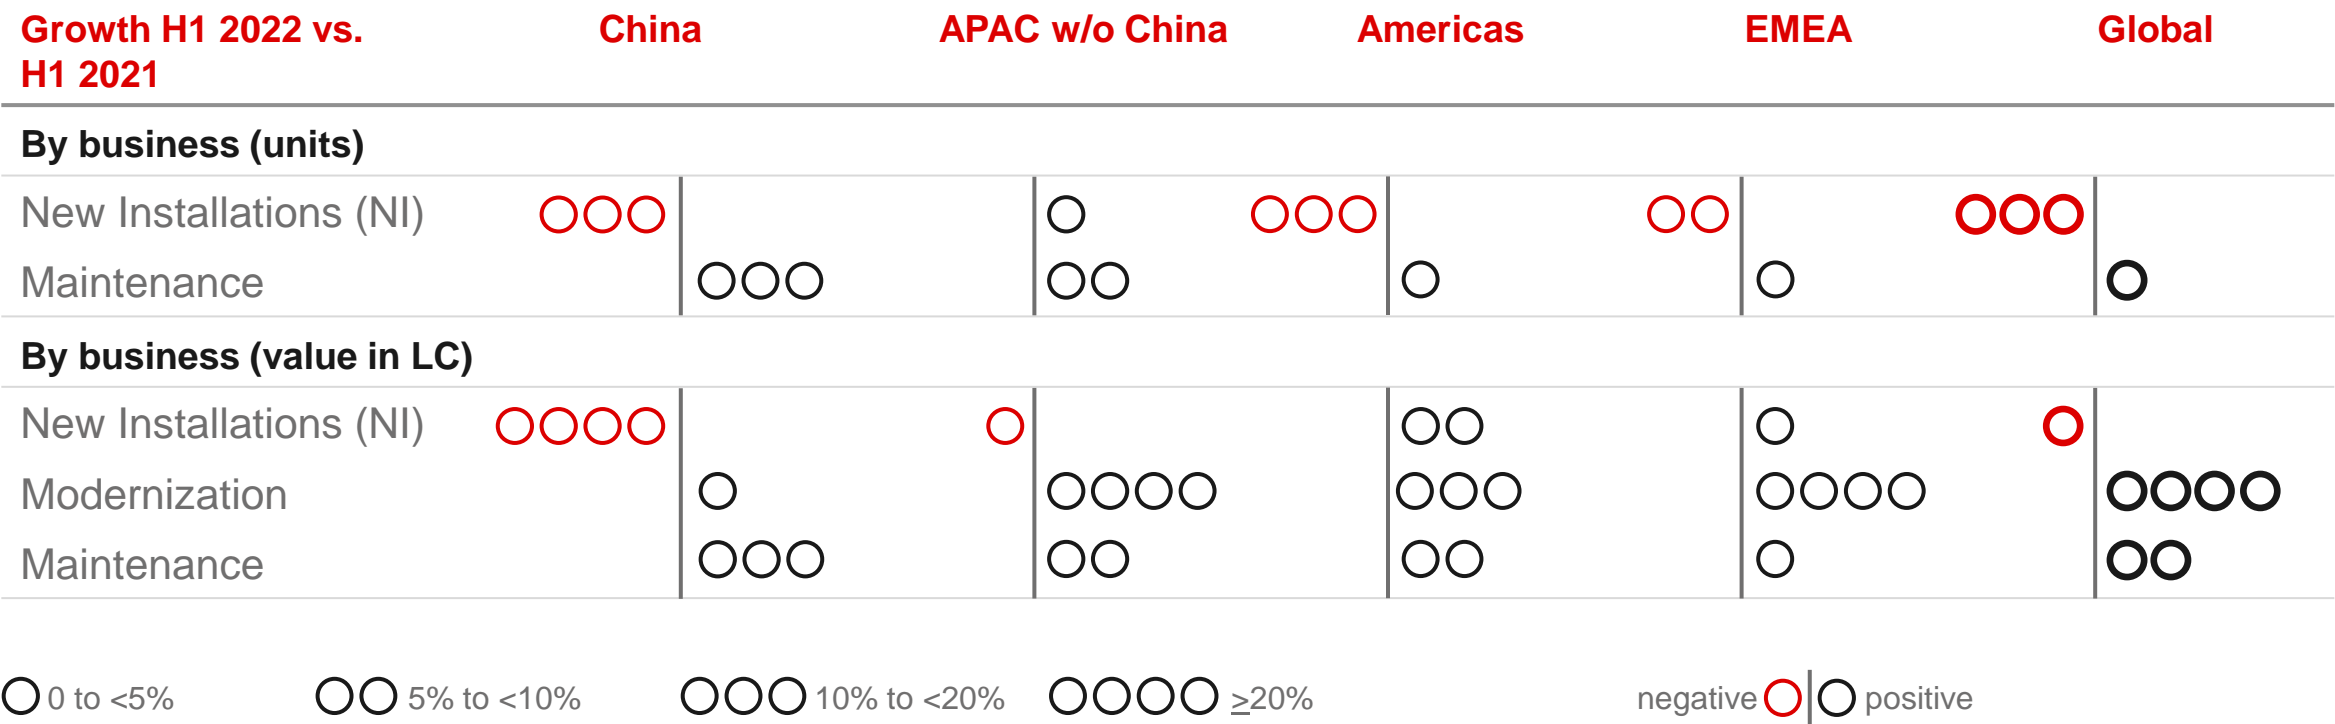 Growth H1 2022 vs. China APAC w/o China Americas EMEA Global
H1 2021
By business (units)
New Installations (NI)
Maintenance
By business (value in LC)
New Installations (NI)
Modernization
Maintenance
0 to <5% 5% to <10% 10% to <20% ≥20% negative positive